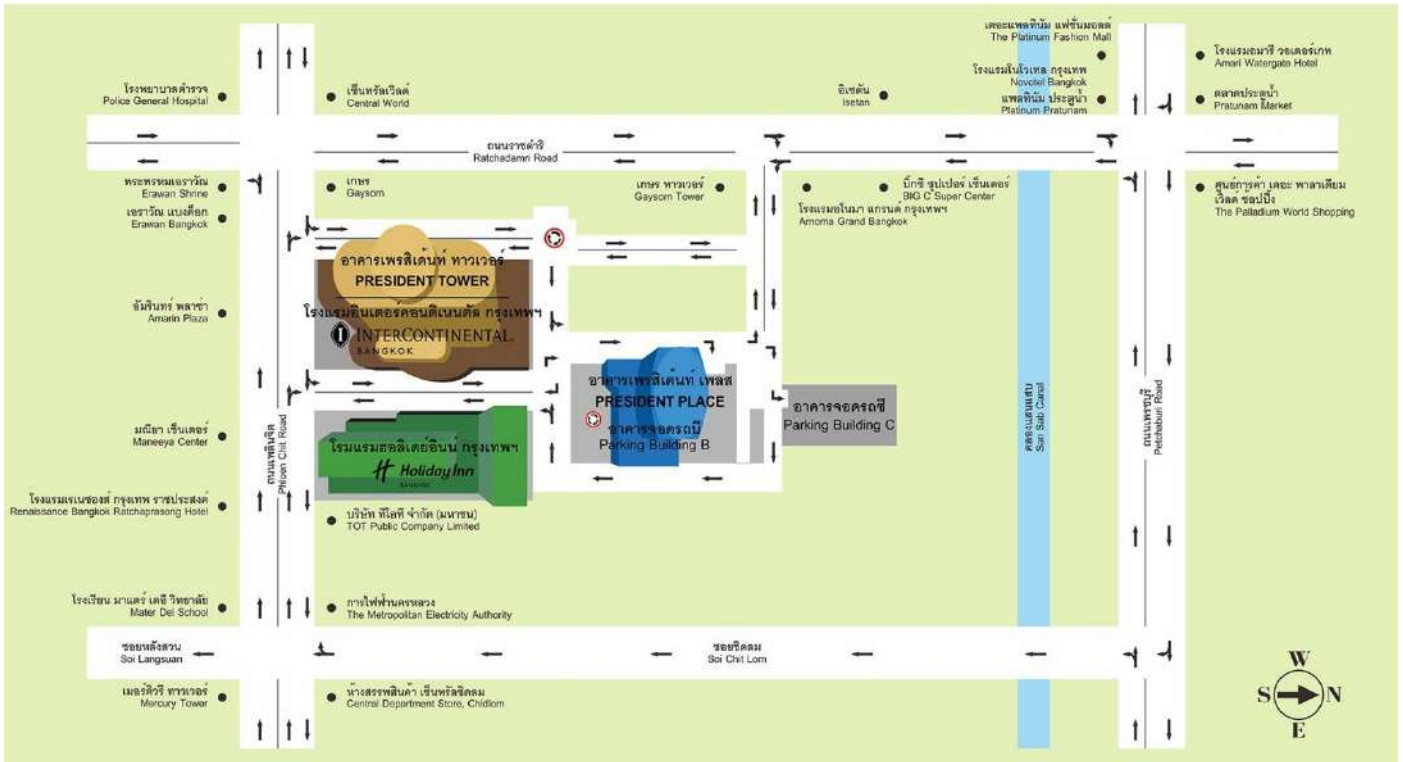 เดอะแพลทินัม แฟชั่นมอลล์
The Platinum Fashion Mall
โรงแรมอมารี วอเตอร์เกท
Amari Watergate Hotel
โรงพยาบาลตำรวจ
Police General Hospital
เซ็นทรัลเวิลด์
Central World
อิเซตัน
Isetan
โรงแรมโนโวเทล กรุงเทพ
Novotel Bangkok
แพลทินัม ประตูน้ำ
Platinum Pratunam
ตลาดประตูน้ำ
Pratunam Market
ถนนราชดำริ
Ratchadamri Road
พระพรหมเอราวัณ
Erawan Shrine
เอราวัณ แบงค็อก
Erawan Bangkok
เกษร
Gaysorn
เกษร ทาวเวอร์
Gaysorn Tower
บิ๊กซี ซุปเปอร์ เซ็นเตอร์
BIG C Super Center
โรงแรมอโนมา แกรนด์ กรุงเทพฯ
Arnoma Grand Bangkok
ศูนย์การค้า เดอะ พาลาเดียม
เวิลด์ ช้อปปิ้ง
The Palladium World Shopping
อาคารเพรสิเด้นท์ ทาวเวอร์
PRESIDENT TOWER
โรงแรมอินเตอร์คอนติเนนตัล กรุงเทพฯ
INTERCONTINENTAL
BANGKOK
อัมรินทร์ พลาซ่า
Amarin Plaza
อาคารเพรสิเด้นท์ เพลส
PRESIDENT PLACE
อาคารจอดรถบี
Parking Building B
อาคารจอดรถซี
Parking Building C
มณียา เซ็นเตอร์
Maneeya Center
ถนนเพลินจิต
Phloen Chit Road
โรมแรมฮอลิเดย์อินน์ กรุงเทพฯ
Holiday Inn
BANGKOK
คลองแสนแสบ
San Sab Canal
ถนนเพชรบุรี
Petchaburi Road
โรงแรมเรเนซองส์ กรุงเทพ ราชประสงค์
Renaissance Bangkok Ratchaprasong Hotel
บริษัท ทีโอที จำกัด (มหาชน)
TOT Public Company Limited
โรงเรียน มาแตร์ เดอี วิทยาลัย
Mater Dei School
การไฟฟ้านครหลวง
The Metropolitan Electricity Authority
ซอยหลังสวน
Soi Langsuan
ซอยชิดลม
Soi Chit Lom
เมอร์คิวรี ทาวเวอร์
Mercury Tower
ห้างสรรพสินค้า เซ็นทรัลชิดลม
Central Department Store, Chidlom
W
S N
E